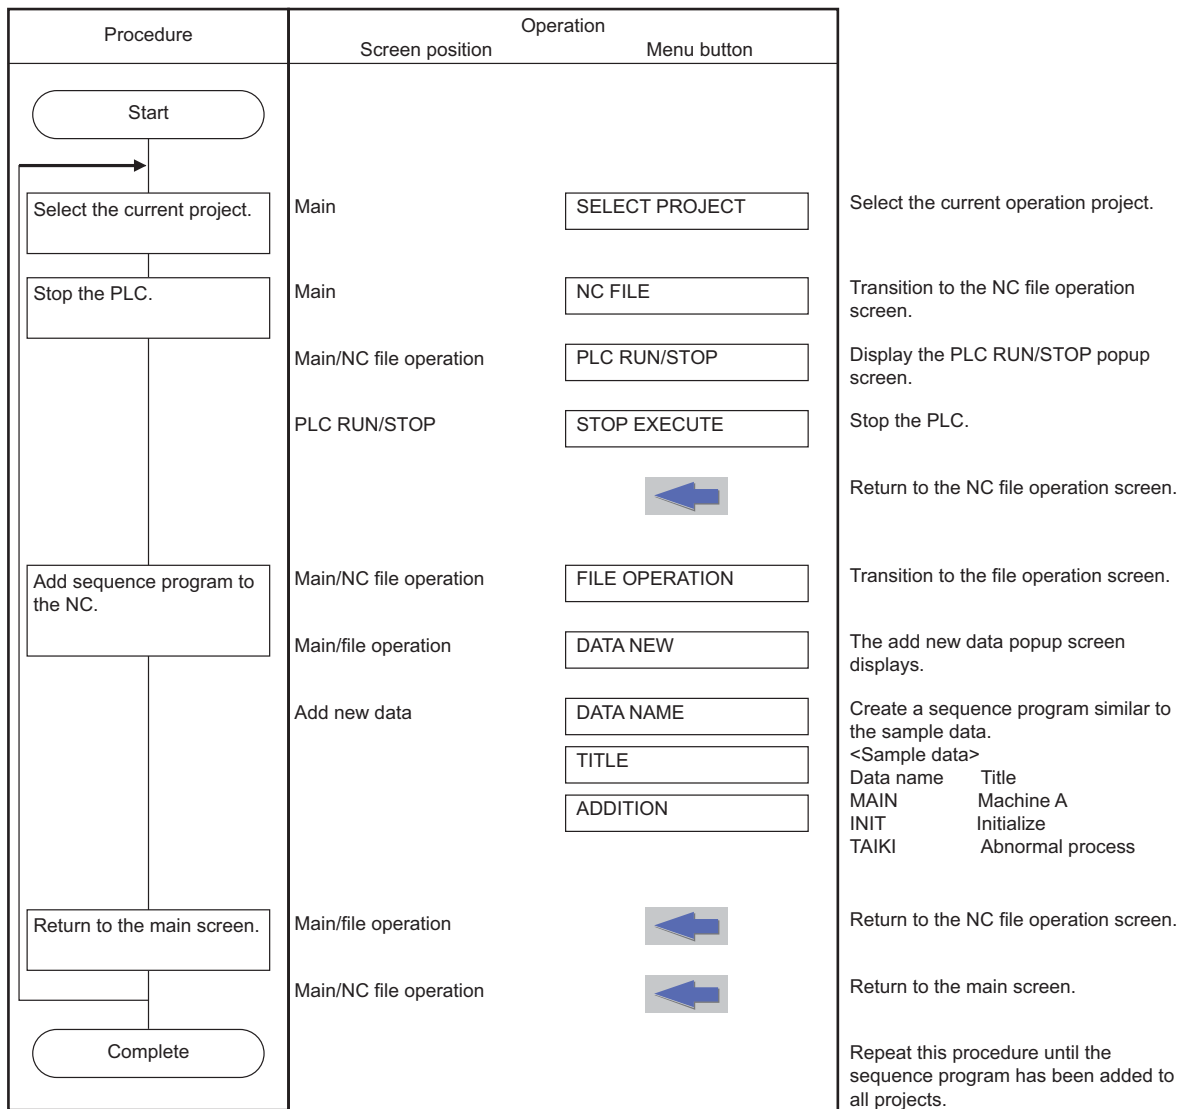 Procedure
Operation
Screen position Menu button
Start
Select the current project.
Main
SELECT PROJECT
Select the current operation project.
Stop the PLC.
Main
NC FILE
Transition to the NC file operation
screen.
Main/NC file operation
PLC RUN/STOP
Display the PLC RUN/STOP popup
screen.
PLC RUN/STOP
STOP EXECUTE
Stop the PLC.
Return to the NC file operation screen.
Add sequence program to
the NC.
Main/NC file operation
FILE OPERATION
Transition to the file operation screen.
Main/file operation
DATA NEW
The add new data popup screen
displays.
Add new data
DATA NAME
TITLE
ADDITION
Create a sequence program similar to
the sample data.
<Sample data>
Data name Title
MAIN Machine A
INIT Initialize
TAIKI Abnormal process
Return to the main screen.
Main/file operation
Return to the NC file operation screen.
Main/NC file operation
Return to the main screen.
Complete
Repeat this procedure until the
sequence program has been added to
all projects.